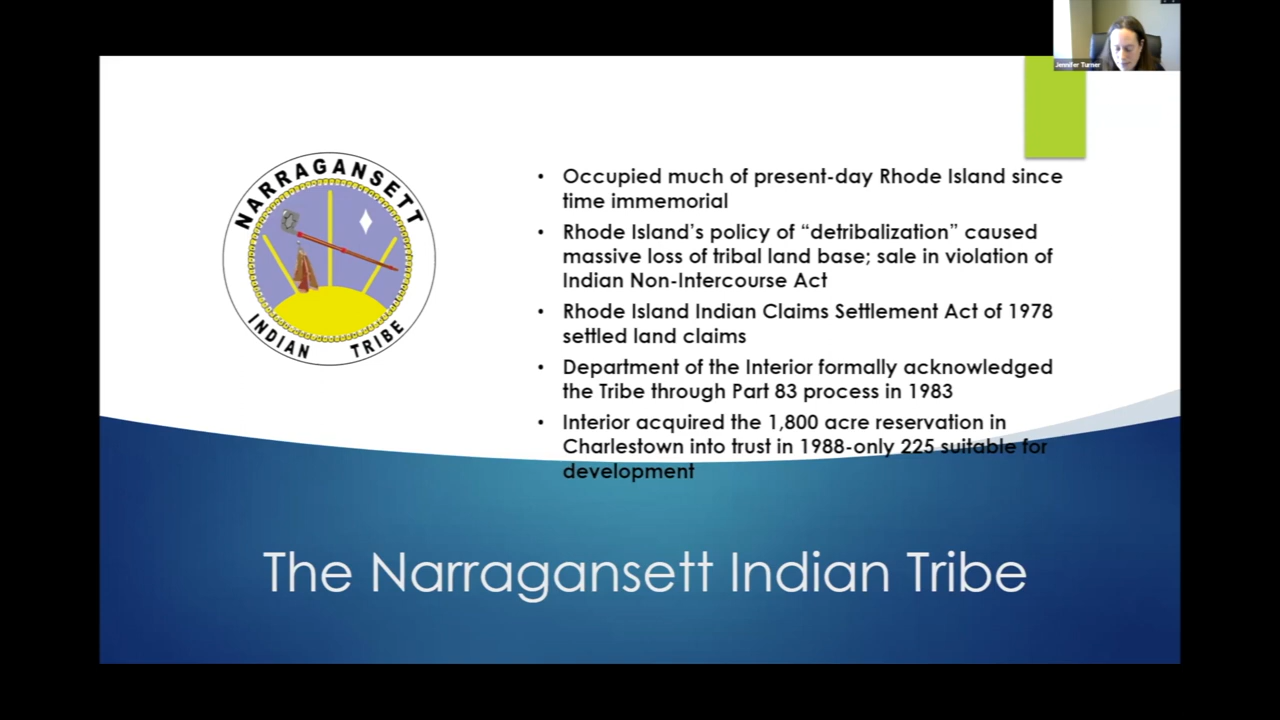 Jennifer Turner
NARRAGANSETT
INDIAN TRIBE
• Occupied much of present-day Rhode Island since
time immemorial
• Rhode Island’s policy of “detribalization” caused
massive loss of tribal land base; sale in violation of
Indian Non-Intercourse Act
• Rhode Island Indian Claims Settlement Act of 1978
settled land claims
• Department of the Interior formally acknowledged
the Tribe through Part 83 process in 1983
• Interior acquired the 1,800 acre reservation in
Charlestown into trust in 1988-only 225 suitable for
development
The Narragansett Indian Tribe